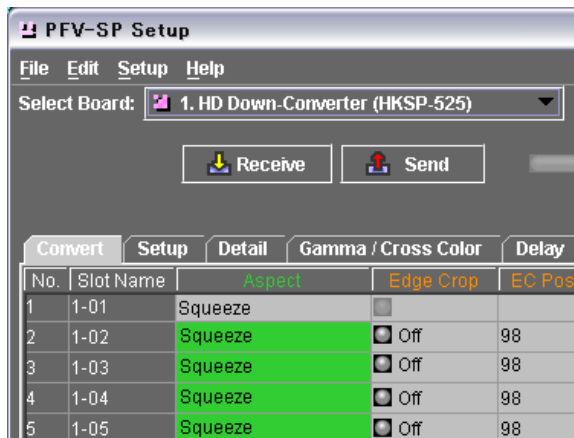 PFV-SP Setup
File Edit Setup Help
Select Board: 1. HD Down-Converter (HKSP-525)
Receive Send
Convert Setup Detail Gamma / Cross Color Delay
No. Slot Name Aspect Edge Crop EC Pos
1 1-01 Squeeze
2 1-02 Squeeze Off 98
3 1-03 Squeeze Off 98
4 1-04 Squeeze Off 98
5 1-05 Squeeze Off 98